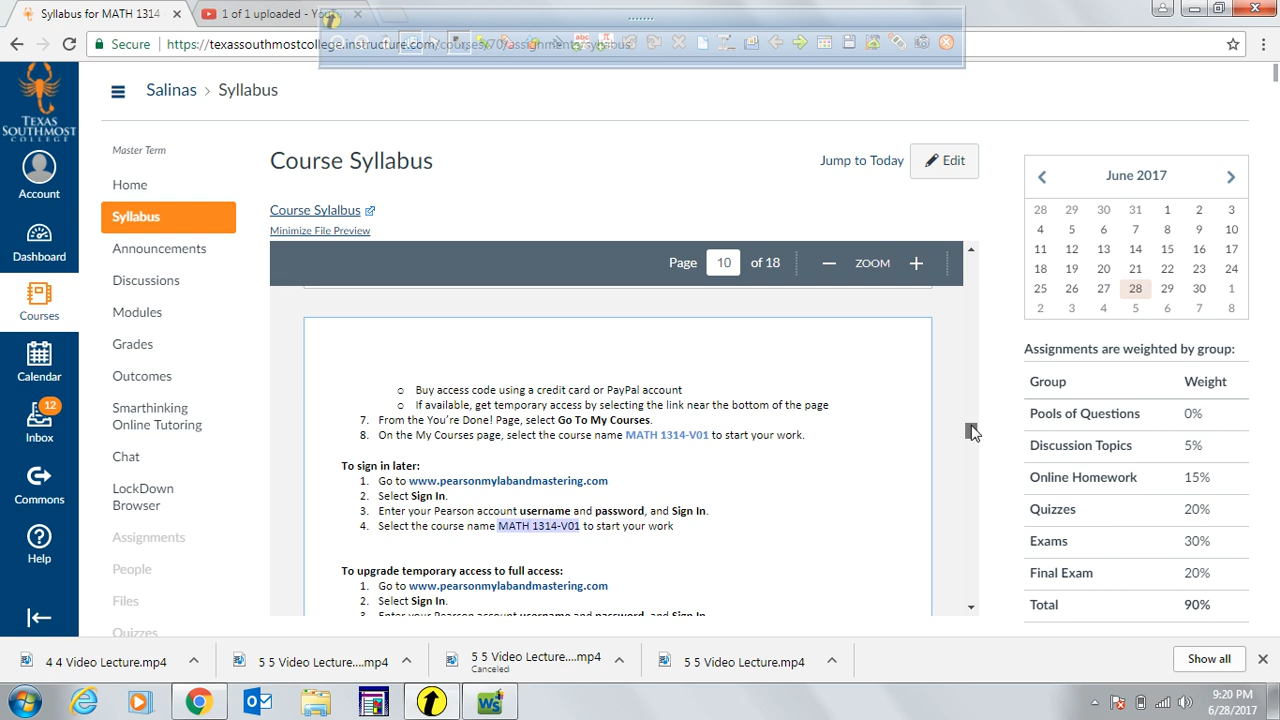 Syllabus for MATH 1314
1 of 1 uploaded - You
Secure
https://texassouthmostcollege.instructure.com/courses/70/assignments/syllabus
TEXAS
SOUTHMOST
COLLEGE
Account
Dashboard
Courses
Calendar
12
Inbox
Commons
Help
Salinas › Syllabus
Master Term
Home
Syllabus
Announcements
Discussions
Modules
Grades
Outcomes
Smarthinking
Online Tutoring
Chat
LockDown
Browser
Assignments
People
Files
Quizzes
Course Syllabus
Jump to Today
Edit
Course Sylalbus
Minimize File Preview
Page 10 of 18
ZOOM
○ Buy access code using a credit card or PayPal account
○ If available, get temporary access by selecting the link near the bottom of the page
7. From the You're Done! Page, select Go To My Courses.
8. On the My Courses page, select the course name MATH 1314-V01 to start your work.
To sign in later:
1. Go to www.pearsonmylabandmastering.com
2. Select Sign In.
3. Enter your Pearson account username and password, and Sign In.
4. Select the course name MATH 1314-V01 to start your work
To upgrade temporary access to full access:
1. Go to www.pearsonmylabandmastering.com
2. Select Sign In.
3. Enter your Pearson account username and password, and Sign In.
June 2017
28 29 30 31 1 2 3
4 5 6 7 8 9 10
11 12 13 14 15 16 17
18 19 20 21 22 23 24
25 26 27 28 29 30 1
2 3 4 5 6 7 8
Assignments are weighted by group:
Group Weight
Pools of Questions 0%
Discussion Topics 5%
Online Homework 15%
Quizzes 20%
Exams 30%
Final Exam 20%
Total 90%
4 4 Video Lecture.mp4
5 5 Video Lecture....mp4
5 5 Video Lecture....mp4
Canceled
5 5 Video Lecture.mp4
Show all
9:20 PM
6/28/2017